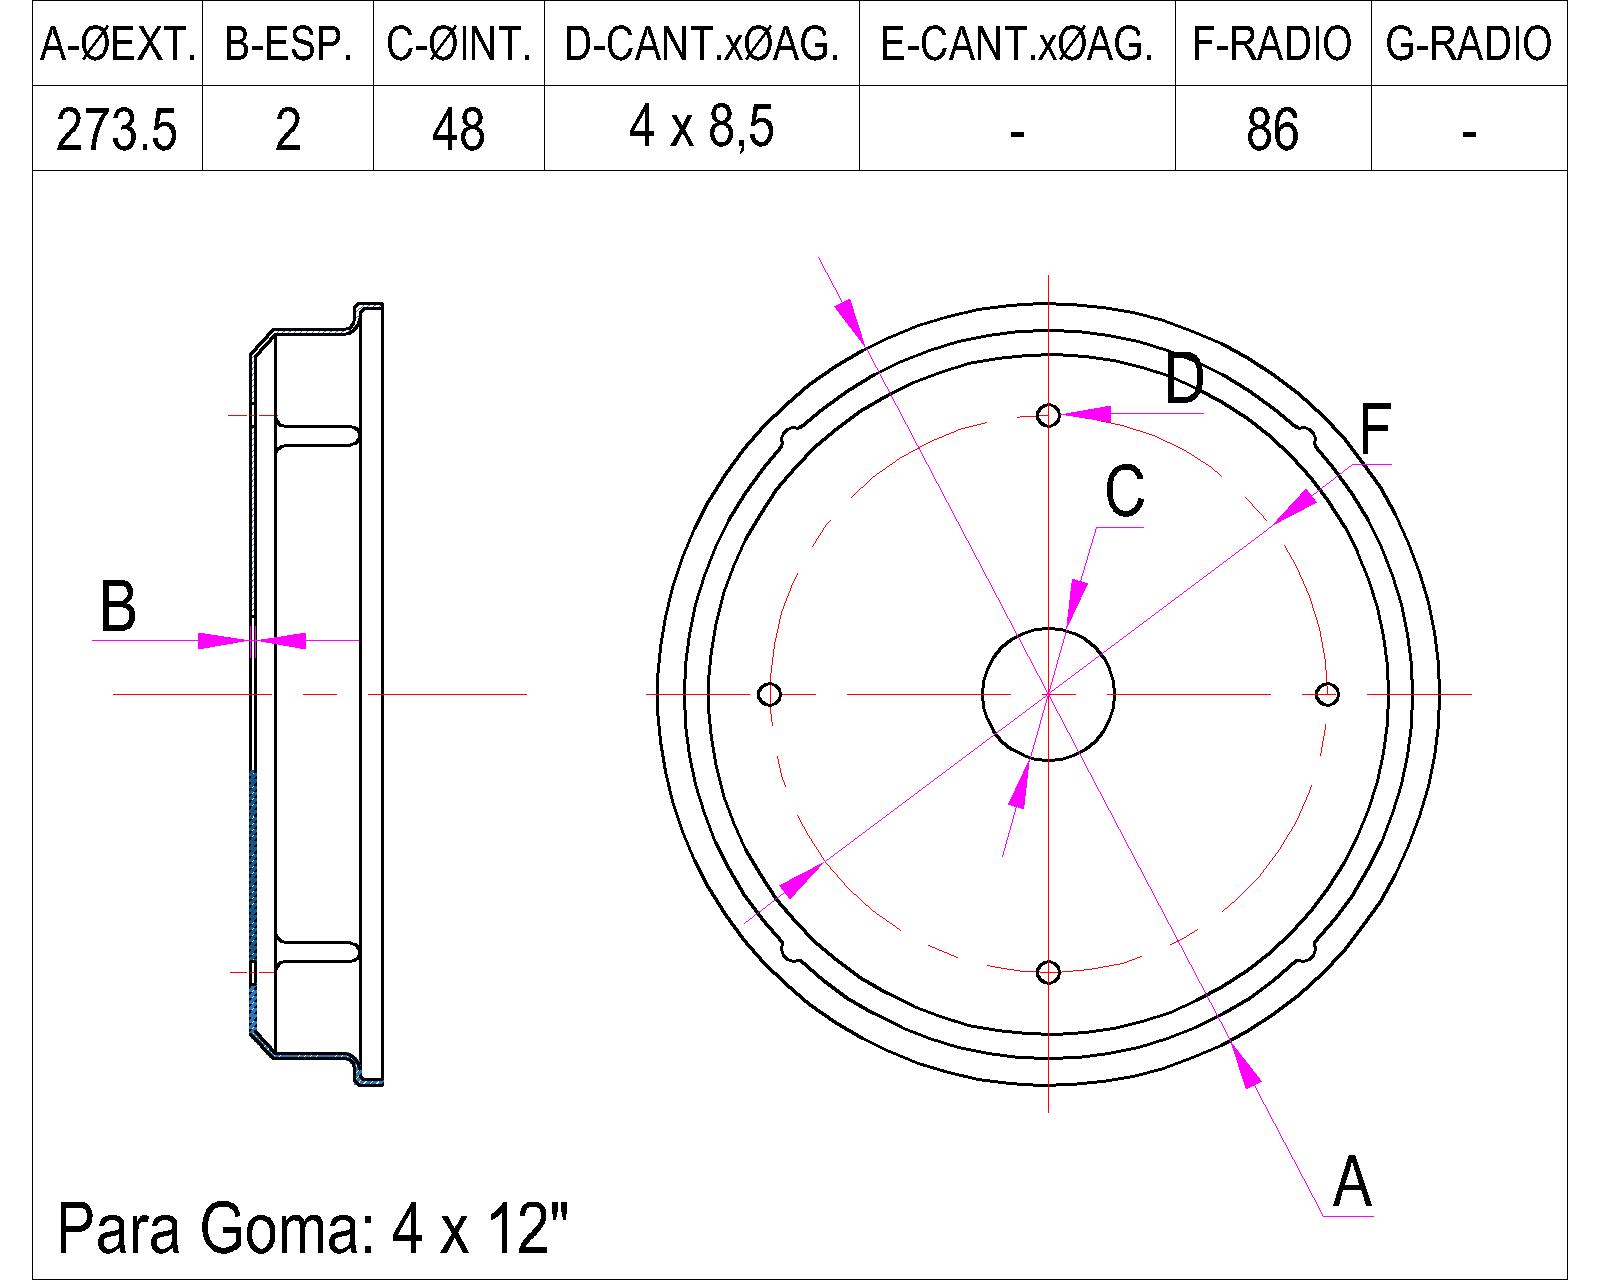 A-ØEXT. B-ESP. C-ØINT. D-CANT.xØAG. E-CANT.xØAG. F-RADIO G-RADIO
273.5 2 48 4 x 8,5 - 86 -
D
F
C
B
A
Para Goma: 4 x 12"